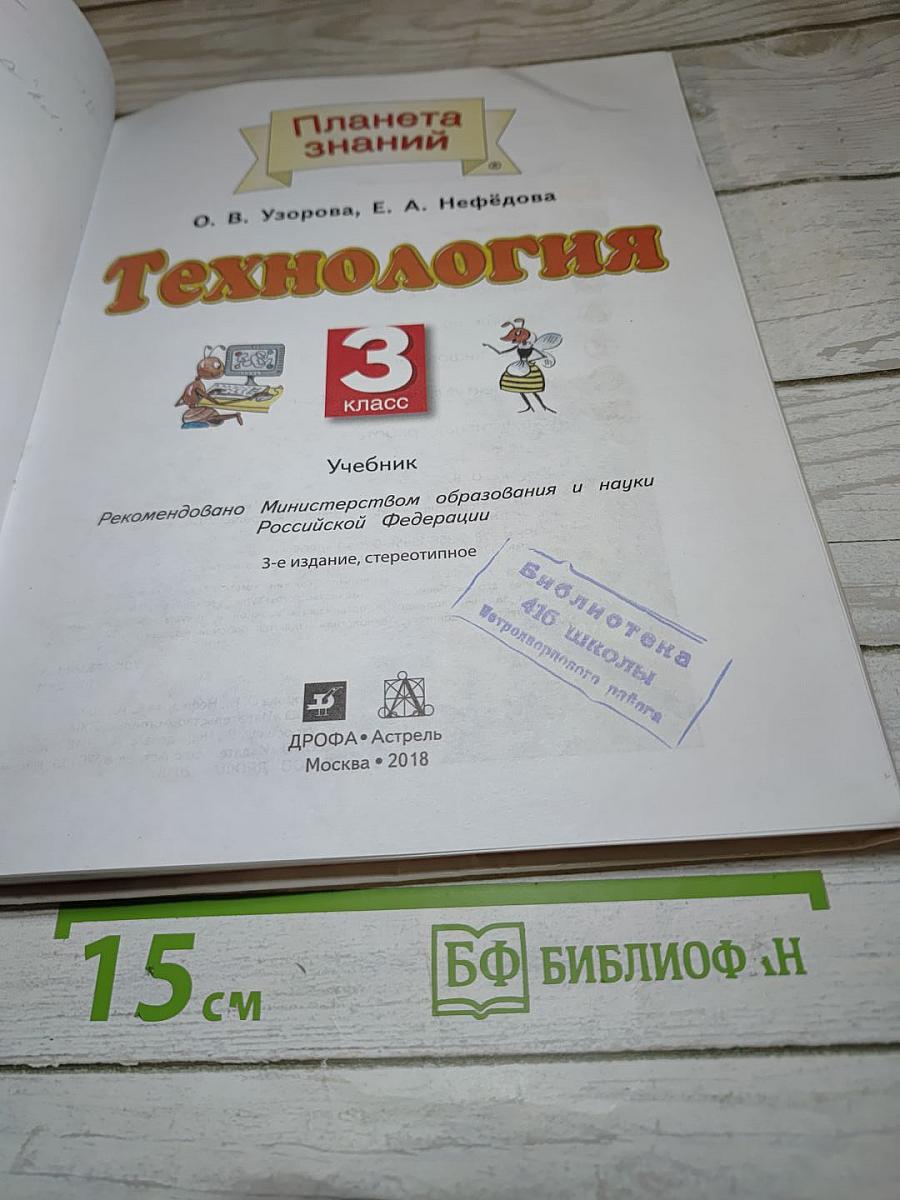 Планета
знаний
®
О. В. Узорова, Е. А. Нефёдова
Технология
3
класс
Учебник
Рекомендовано Министерством образования и науки
Российской Федерации
3-е издание, стереотипное
Библиотека
416 школы
Петродворцового района
ДРОФА • Астрель
Москва • 2018
15 см
БФ БИБЛИОФ